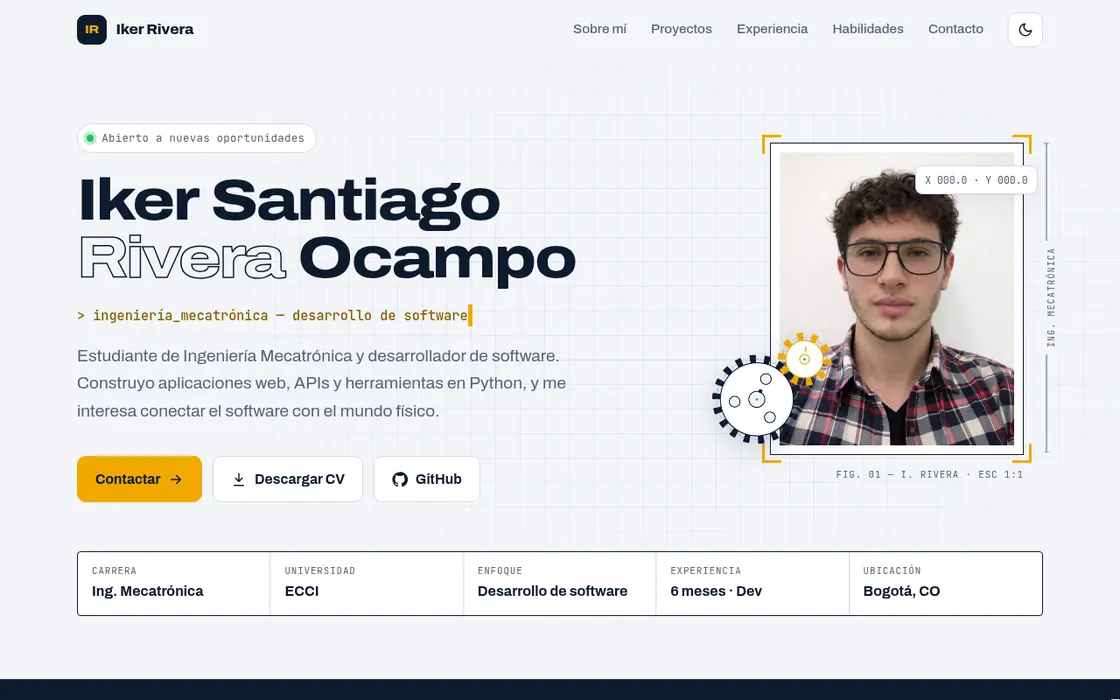 IR Iker Rivera
Sobre mí Proyectos Experiencia Habilidades Contacto
Abierto a nuevas oportunidades
Iker Santiago
Rivera Ocampo
> ingeniería_mecatrónica — desarrollo de software
Estudiante de Ingeniería Mecatrónica y desarrollador de software.
Construyo aplicaciones web, APIs y herramientas en Python, y me
interesa conectar el software con el mundo físico.
Contactar → Descargar CV GitHub
X 000.0 · Y 000.0
ING. MECATRÓNICA
FIG. 01 — I. RIVERA · ESC 1:1
CARRERA
Ing. Mecatrónica
UNIVERSIDAD
ECCI
ENFOQUE
Desarrollo de software
EXPERIENCIA
6 meses · Dev
UBICACIÓN
Bogotá, CO